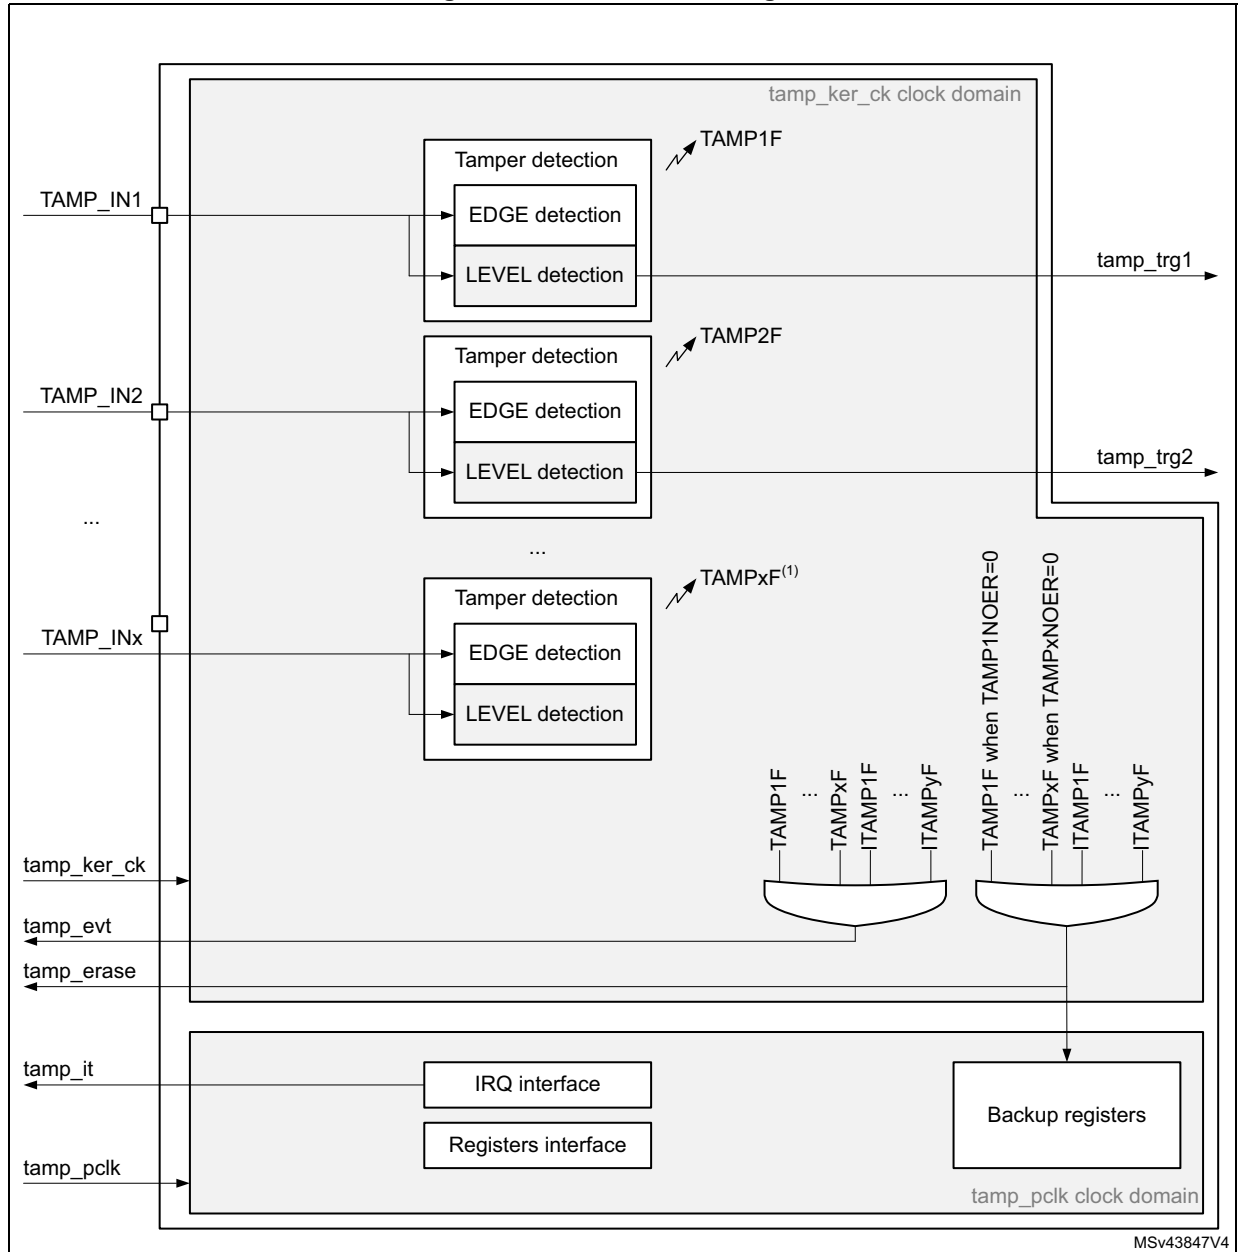 tamp_ker_ck clock domain
TAMP1F
Tamper detection
TAMP_IN1
EDGE detection
LEVEL detection
tamp_trg1
TAMP2F
Tamper detection
TAMP_IN2
EDGE detection
LEVEL detection
tamp_trg2
...
...
TAMPxF(1)
Tamper detection
TAMP_INx
EDGE detection
LEVEL detection
TAMP1F
...
TAMPxF
ITAMP1F
...
ITAMPyF
TAMP1F when TAMP1NOER=0
...
TAMPxF when TAMPxNOER=0
ITAMP1F
...
ITAMPyF
tamp_ker_ck
tamp_evt
tamp_erase
tamp_it
IRQ interface
Backup registers
Registers interface
tamp_pclk
tamp_pclk clock domain
MSv43847V4